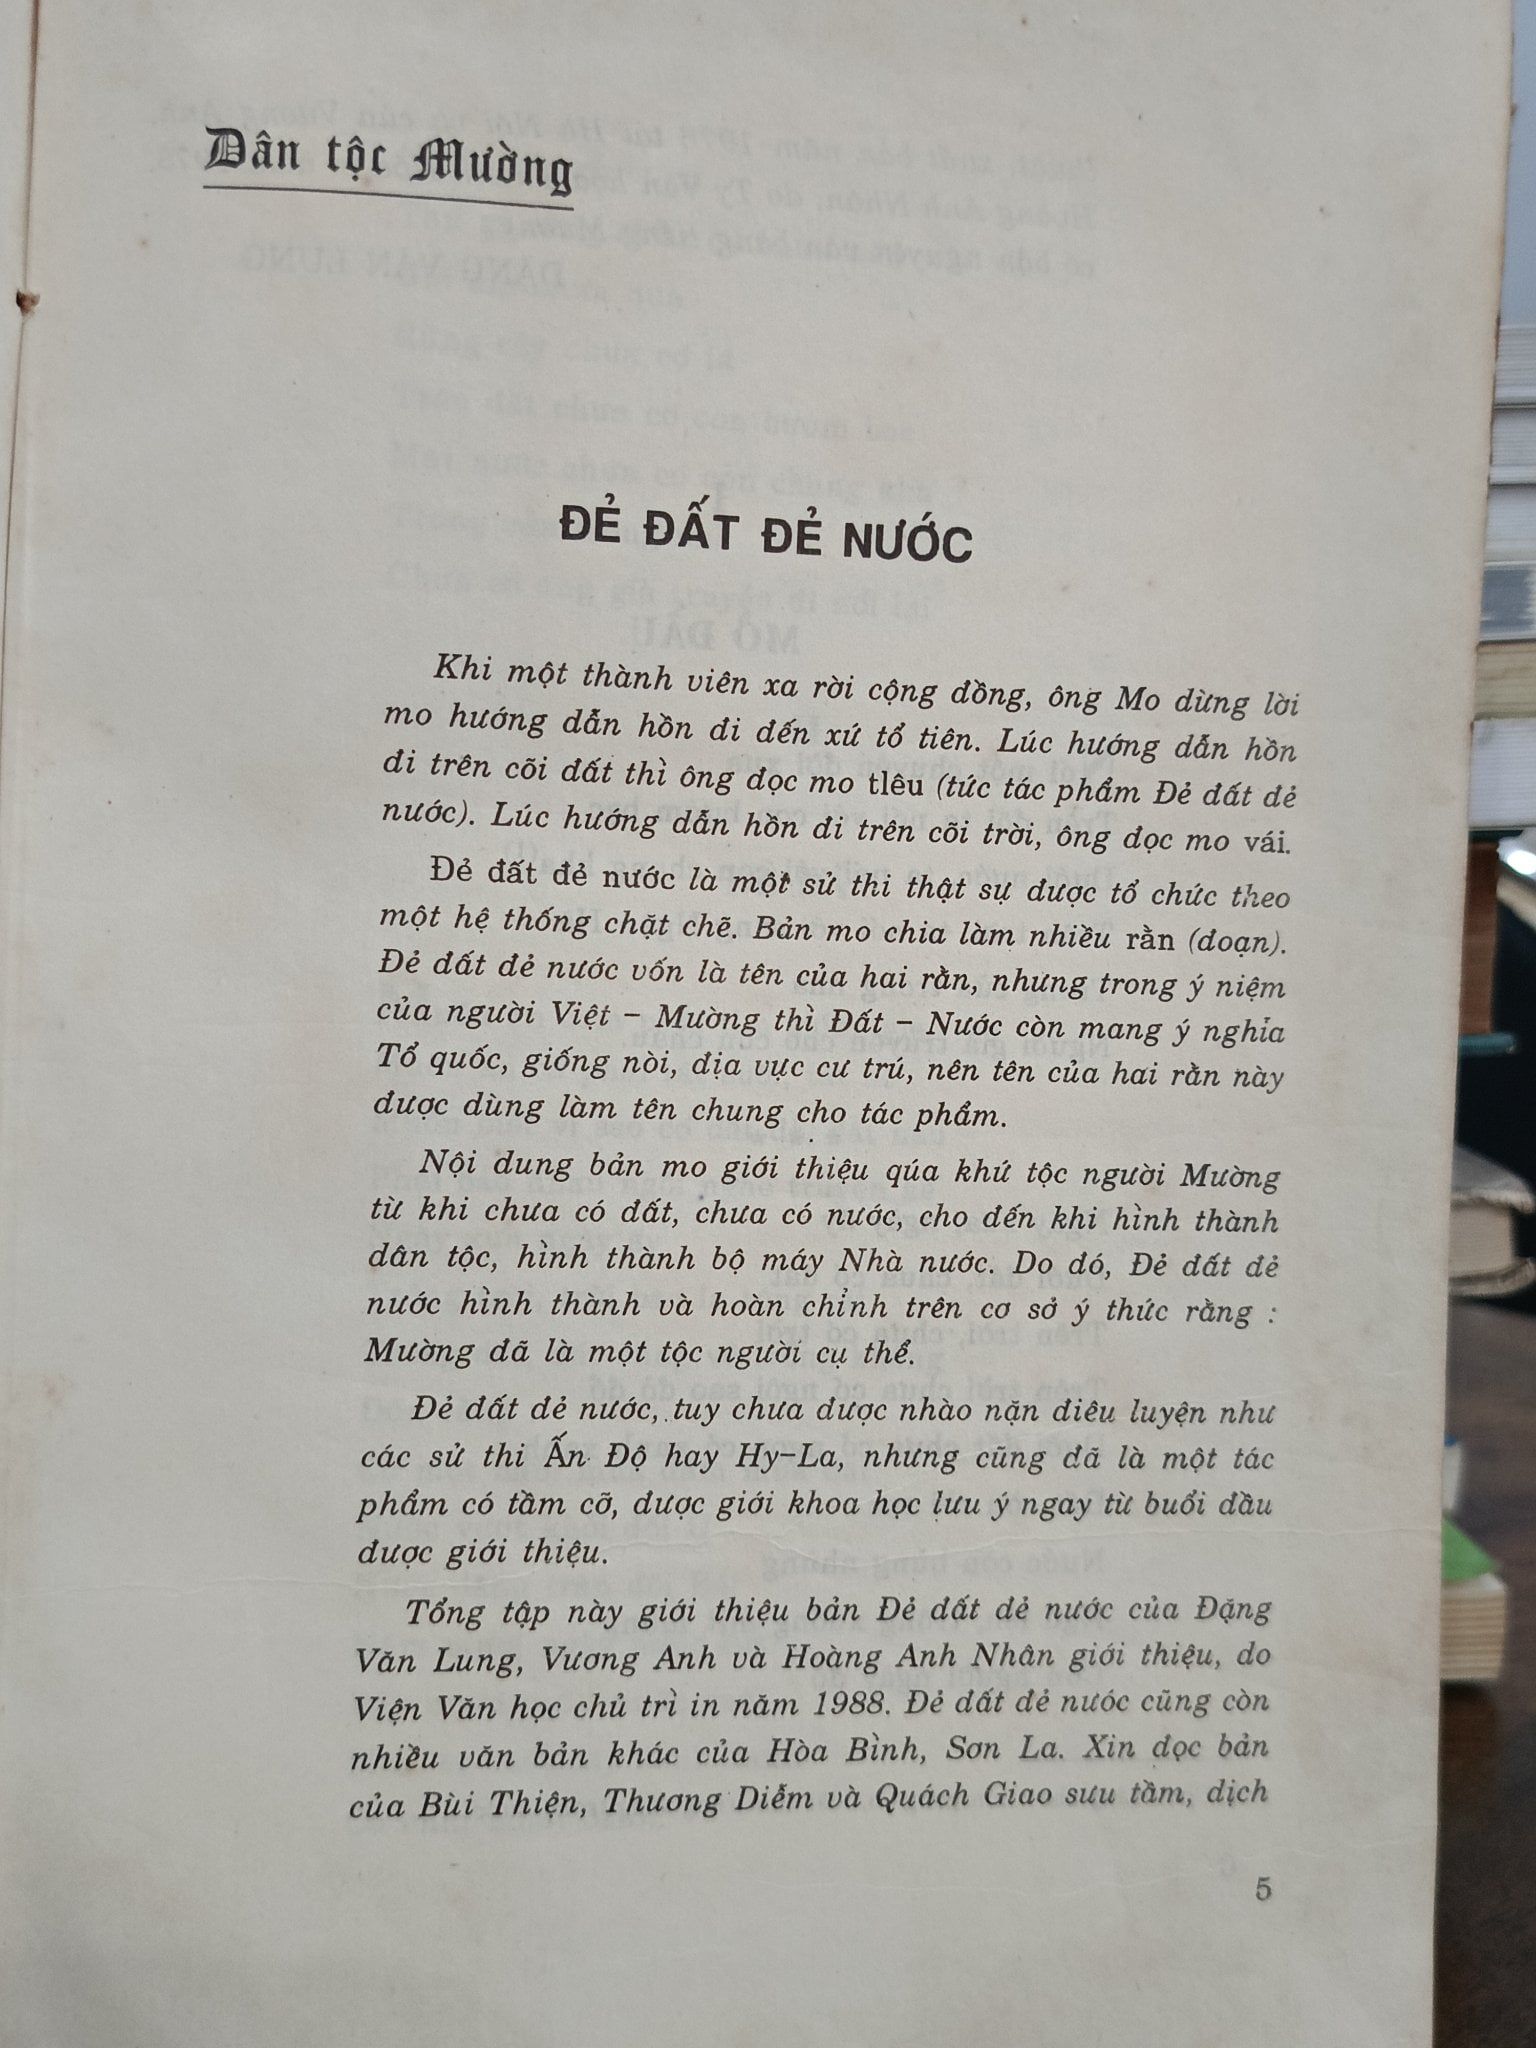 Dân tộc Mường
ĐẺ ĐẤT ĐẺ NƯỚC
Khi một thành viên xa rời cộng đồng, ông Mo dừng lời
mo hướng dẫn hồn đi đến xứ tổ tiên. Lúc hướng dẫn hồn
đi trên cõi đất thì ông đọc mo tlêu (tức tác phẩm Đẻ đất đẻ
nước). Lúc hướng dẫn hồn đi trên cõi trời, ông đọc mo vái.
Đẻ đất đẻ nước là một sử thi thật sự được tổ chức theo
một hệ thống chặt chẽ. Bản mo chia làm nhiều rằn (đoạn).
Đẻ đất đẻ nước vốn là tên của hai rằn, nhưng trong ý niệm
của người Việt – Mường thì Đất – Nước còn mang ý nghỉa
Tổ quốc, giống nòi, địa vực cư trú, nên tên của hai rằn này
được dùng làm tên chung cho tác phẩm.
Nội dung bản mo giới thiệu qúa khứ tộc người Mường
từ khi chưa có đất, chưa có nước, cho đến khi hình thành
dân tộc, hình thành bộ máy Nhà nước. Do đó, Đẻ đất đẻ
nước hình thành và hoàn chỉnh trên cơ sở ý thức rằng :
Mường đã là một tộc người cụ thể.
Đẻ đất đẻ nước, tuy chưa được nhào nặn điêu luyện như
các sử thi Ấn Độ hay Hy–La, nhưng cũng đã là một tác
phẩm có tầm cỡ, được giới khoa học lưu ý ngay từ buổi đầu
được giới thiệu.
Tổng tập này giới thiệu bản Đẻ đất đẻ nước của Đặng
Văn Lung, Vương Anh và Hoàng Anh Nhân giới thiệu, do
Viện Văn học chủ trì in năm 1988. Đẻ đất đẻ nước cũng còn
nhiều văn bản khác của Hòa Bình, Sơn La. Xin đọc bản
của Bùi Thiện, Thương Diễm và Quách Giao sưu tầm, dịch
5